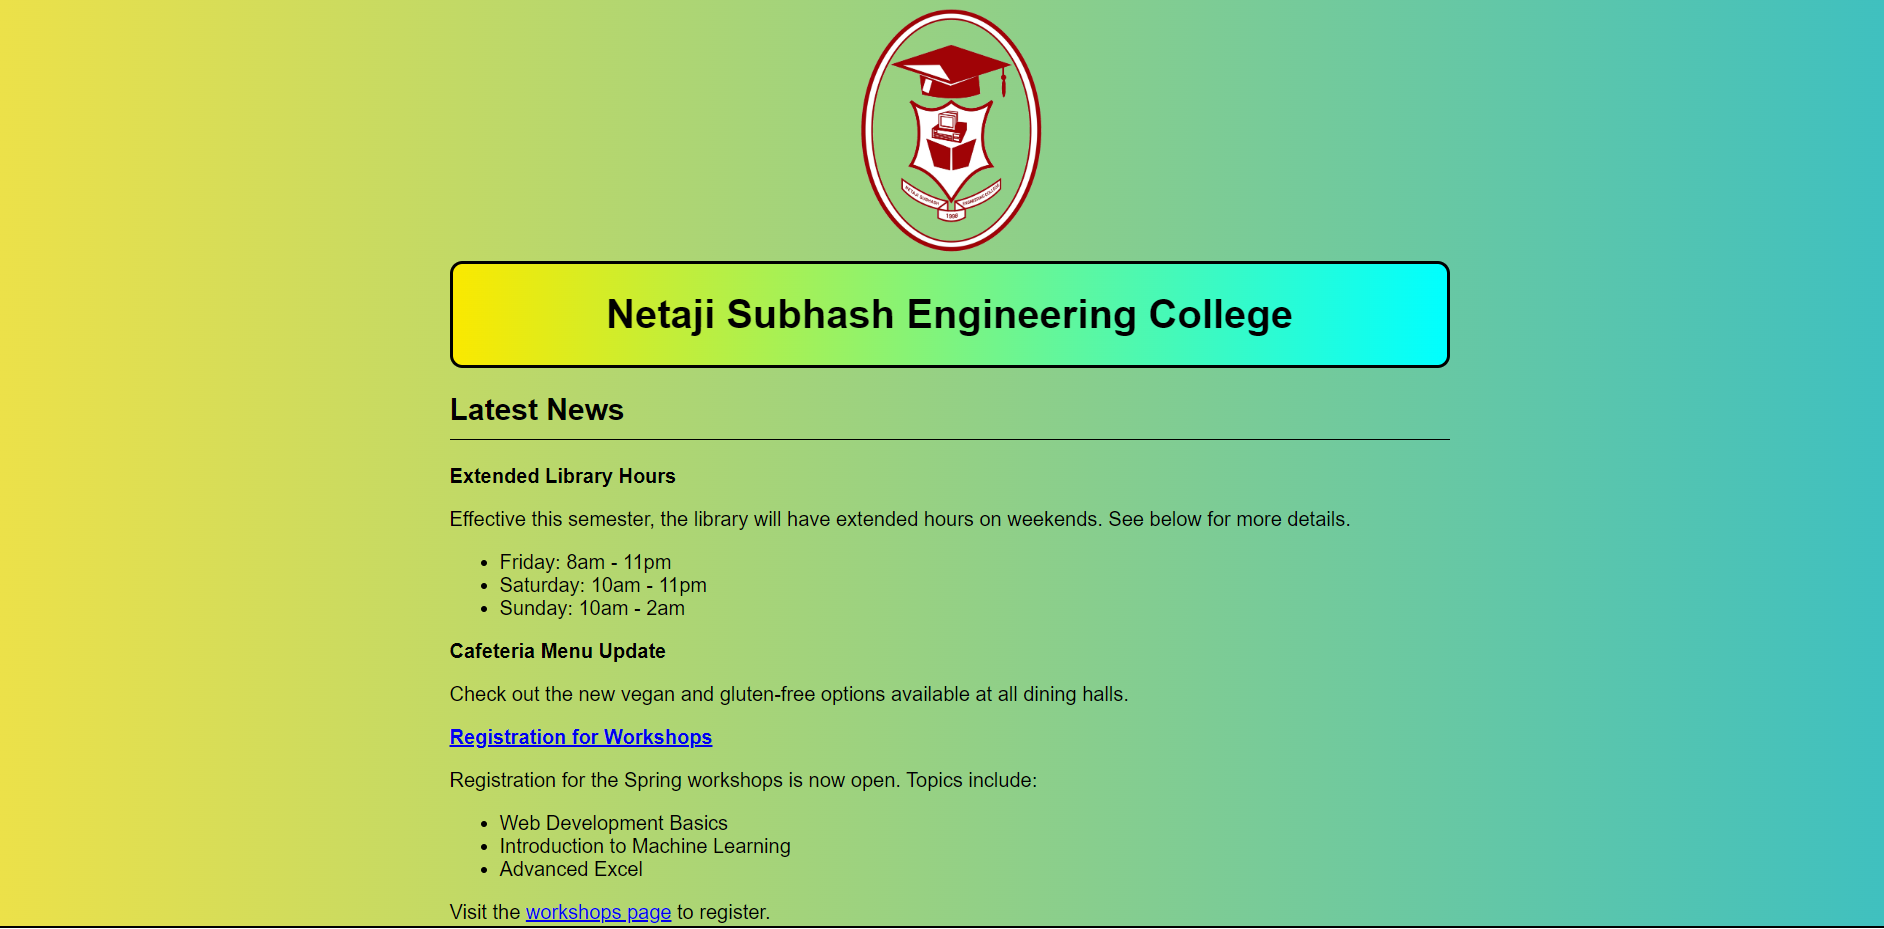 NETAJI SUBHASH
ENGINEERING COLLEGE
Netaji Subhash Engineering College
Latest News
Extended Library Hours
Effective this semester, the library will have extended hours on weekends. See below for more details.
• Friday: 8am - 11pm
• Saturday: 10am - 11pm
• Sunday: 10am - 2am
Cafeteria Menu Update
Check out the new vegan and gluten-free options available at all dining halls.
Registration for Workshops
Registration for the Spring workshops is now open. Topics include:
• Web Development Basics
• Introduction to Machine Learning
• Advanced Excel
Visit the workshops page to register.